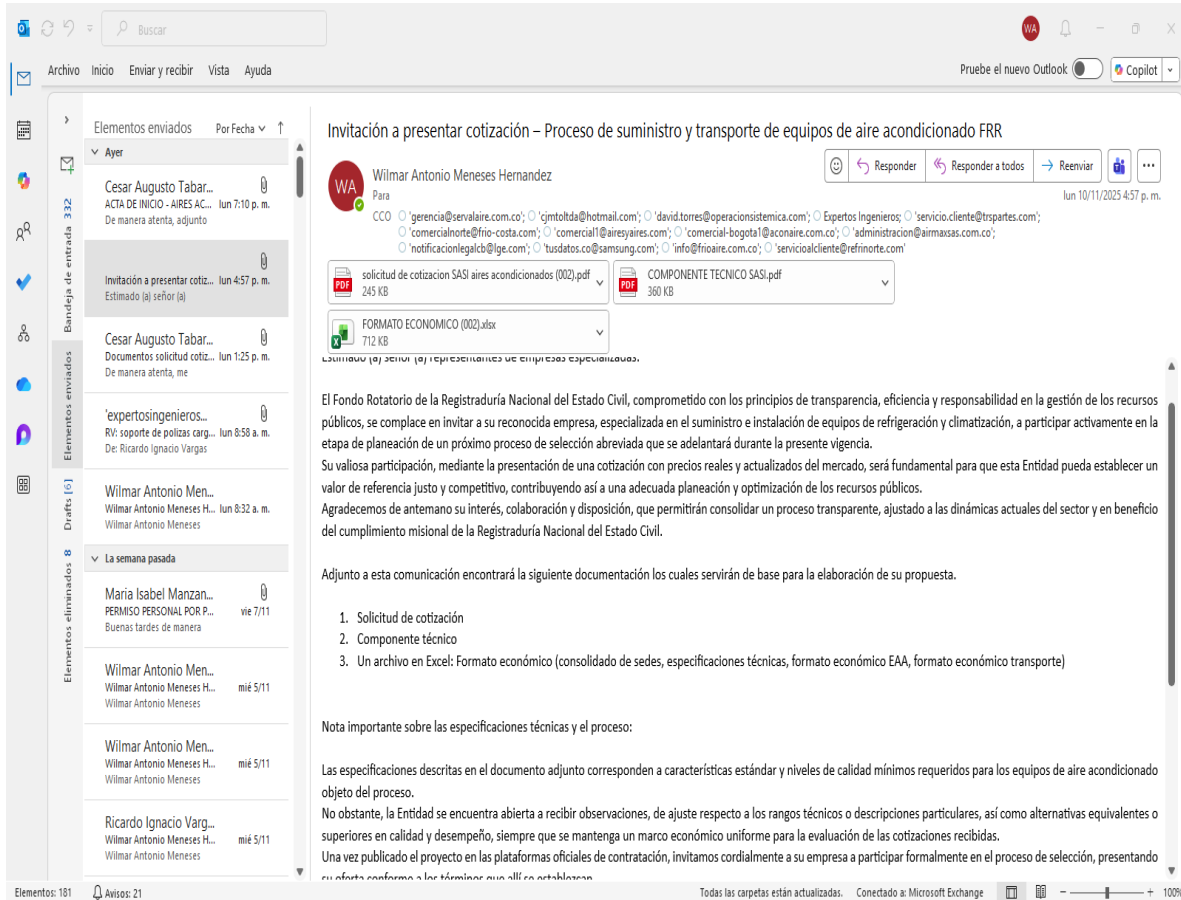 Buscar
WA
Archivo Inicio Enviar y recibir Vista Ayuda
Pruebe el nuevo Outlook
Copilot
Bandeja de entrada 332
Elementos enviados
Drafts [6]
Elementos eliminados 8
Elementos enviados Por Fecha
Ayer
Cesar Augusto Tabar...
ACTA DE INICIO - AIRES AC... lun 7:10 p. m.
De manera atenta, adjunto
Invitación a presentar cotiz... lun 4:57 p. m.
Estimado (a) señor (a)
Cesar Augusto Tabar...
Documentos solicitud cotiz... lun 1:25 p. m.
De manera atenta, me
'expertosingenieros...
RV: soporte de polizas carg... lun 8:58 a. m.
De: Ricardo Ignacio Vargas
Wilmar Antonio Men...
Wilmar Antonio Meneses H... lun 8:32 a. m.
Wilmar Antonio Meneses
La semana pasada
Maria Isabel Manzan...
PERMISO PERSONAL POR P... vie 7/11
Buenas tardes de manera
Wilmar Antonio Men...
Wilmar Antonio Meneses H... mié 5/11
Wilmar Antonio Meneses
Wilmar Antonio Men...
Wilmar Antonio Meneses H... mié 5/11
Wilmar Antonio Meneses
Ricardo Ignacio Varg...
Wilmar Antonio Meneses H... mié 5/11
Wilmar Antonio Meneses
Invitación a presentar cotización – Proceso de suministro y transporte de equipos de aire acondicionado FRR
WA
Wilmar Antonio Meneses Hernandez
Responder Responder a todos Reenviar
Para
lun 10/11/2025 4:57 p. m.
CCO 'gerencia@servalaire.com.co'; 'cjmtoltda@hotmail.com'; 'david.torres@operacionsistemica.com'; Expertos Ingenieros; 'servicio.cliente@trspartes.com';
'comercialnorte@frio-costa.com'; 'comercial1@airesyaires.com'; 'comercial-bogota1@aconaire.com.co'; 'administracion@airmaxsas.com.co';
'notificacionlegalcb@lge.com'; 'tusdatos.co@samsung.com'; 'info@frioaire.com.co'; 'servicioalcliente@refrinorte.com'
PDF
solicitud de cotizacion SASI aires acondicionados (002).pdf
245 KB
PDF
COMPONENTE TECNICO SASI.pdf
360 KB
FORMATO ECONOMICO (002).xlsx
712 KB
Estimado (a) señor (a) representantes de empresas especializadas.
El Fondo Rotatorio de la Registraduría Nacional del Estado Civil, comprometido con los principios de transparencia, eficiencia y responsabilidad en la gestión de los recursos
públicos, se complace en invitar a su reconocida empresa, especializada en el suministro e instalación de equipos de refrigeración y climatización, a participar activamente en la
etapa de planeación de un próximo proceso de selección abreviada que se adelantará durante la presente vigencia.
Su valiosa participación, mediante la presentación de una cotización con precios reales y actualizados del mercado, será fundamental para que esta Entidad pueda establecer un
valor de referencia justo y competitivo, contribuyendo así a una adecuada planeación y optimización de los recursos públicos.
Agradecemos de antemano su interés, colaboración y disposición, que permitirán consolidar un proceso transparente, ajustado a las dinámicas actuales del sector y en beneficio
del cumplimiento misional de la Registraduría Nacional del Estado Civil.
Adjunto a esta comunicación encontrará la siguiente documentación los cuales servirán de base para la elaboración de su propuesta.
1. Solicitud de cotización
2. Componente técnico
3. Un archivo en Excel: Formato económico (consolidado de sedes, especificaciones técnicas, formato económico EAA, formato económico transporte)
Nota importante sobre las especificaciones técnicas y el proceso:
Las especificaciones descritas en el documento adjunto corresponden a características estándar y niveles de calidad mínimos requeridos para los equipos de aire acondicionado
objeto del proceso.
No obstante, la Entidad se encuentra abierta a recibir observaciones, de ajuste respecto a los rangos técnicos o descripciones particulares, así como alternativas equivalentes o
superiores en calidad y desempeño, siempre que se mantenga un marco económico uniforme para la evaluación de las cotizaciones recibidas.
Una vez publicado el proyecto en las plataformas oficiales de contratación, invitamos cordialmente a su empresa a participar formalmente en el proceso de selección, presentando
su oferta conforme a los términos que allí se establezcan.
Elementos: 181 Avisos: 21
Todas las carpetas están actualizadas. Conectado a: Microsoft Exchange
100%